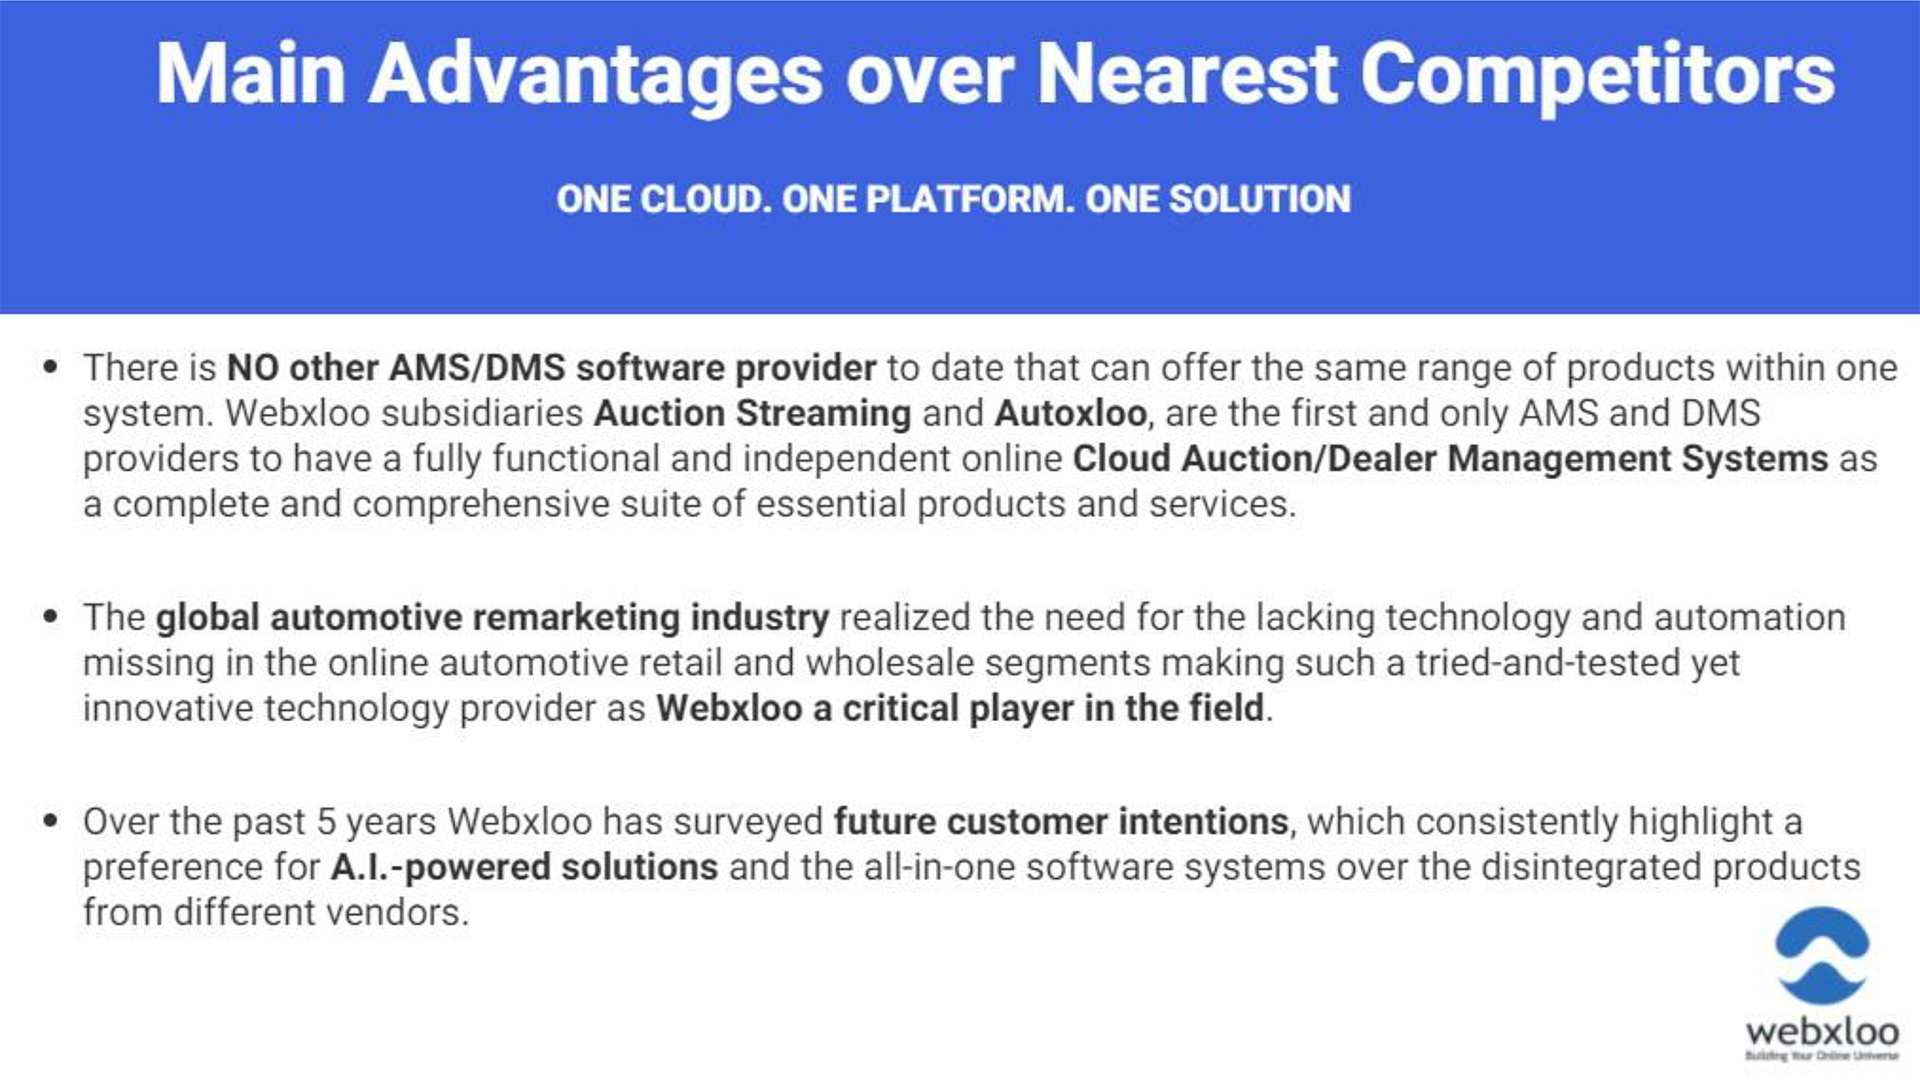 Main Advantages over Nearest Competitors
ONE CLOUD. ONE PLATFORM. ONE SOLUTION
• There is NO other AMS/DMS software provider to date that can offer the same range of products within one
system. Webxloo subsidiaries Auction Streaming and Autoxloo, are the first and only AMS and DMS
providers to have a fully functional and independent online Cloud Auction/Dealer Management Systems as
a complete and comprehensive suite of essential products and services.
• The global automotive remarketing industry realized the need for the lacking technology and automation
missing in the online automotive retail and wholesale segments making such a tried-and-tested yet
innovative technology provider as Webxloo a critical player in the field.
• Over the past 5 years Webxloo has surveyed future customer intentions, which consistently highlight a
preference for A.I.-powered solutions and the all-in-one software systems over the disintegrated products
from different vendors.
webxloo
Building Your Online Universe